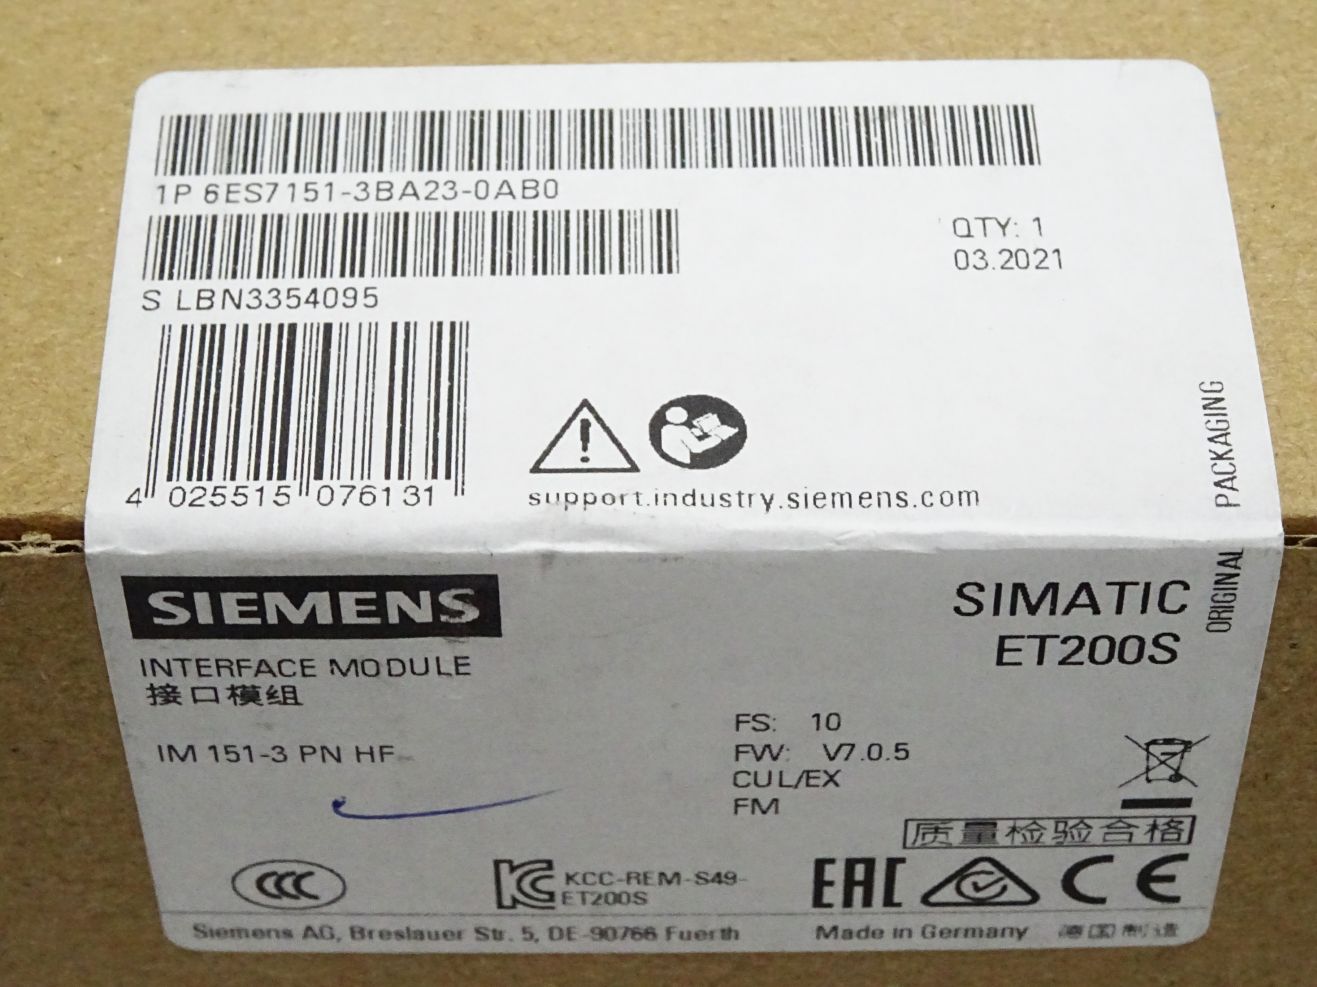 1P 6ES7151-3BA23-0AB0
QTY: 1
03.2021
S LBN3354095
4 025515 076131
support.industry.siemens.com
ORIGINAL PACKAGING
SIEMENS
SIMATIC
ET200S
INTERFACE MODULE
接口模组
IM 151-3 PN HF
FS: 10
FW: V7.0.5
CUL/EX
FM
质量检验合格
CCC
KC
KCC-REM-S49-
ET200S
EAC
CE
Siemens AG, Breslauer Str. 5, DE-90766 Fuerth
Made in Germany 德国制造